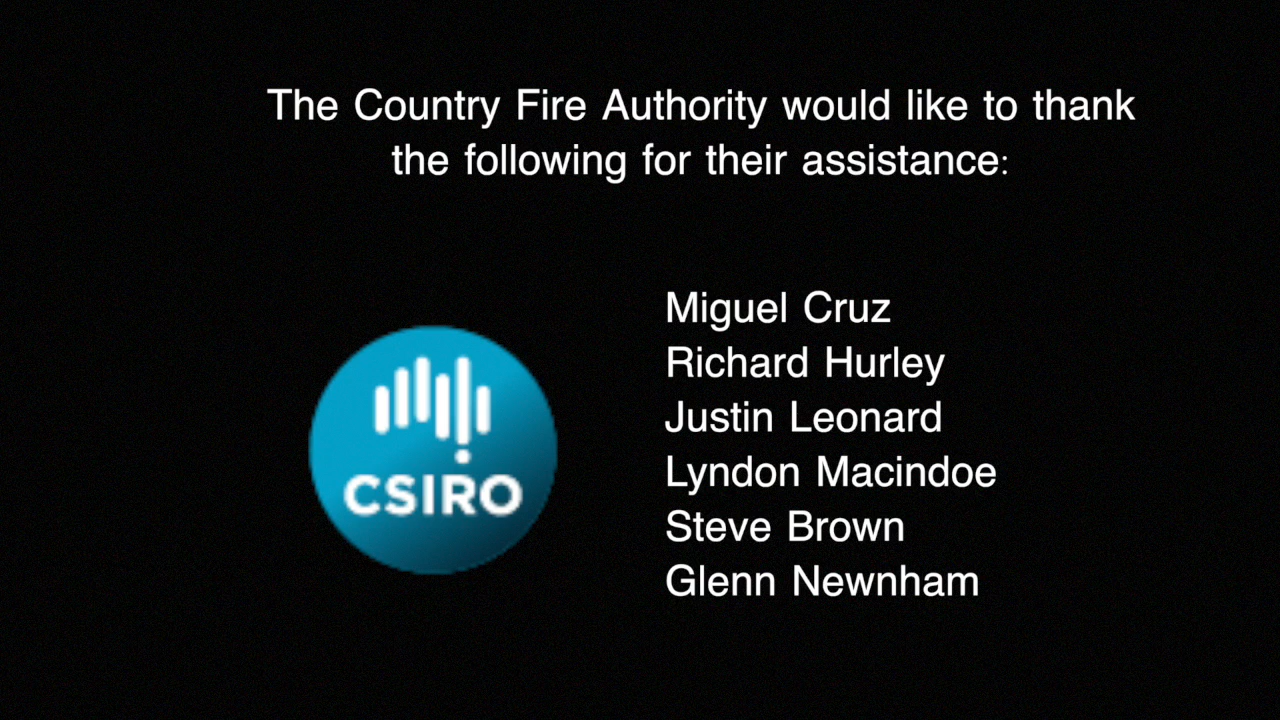 The Country Fire Authority would like to thank
the following for their assistance:
CSIRO
Miguel Cruz
Richard Hurley
Justin Leonard
Lyndon Macindoe
Steve Brown
Glenn Newnham